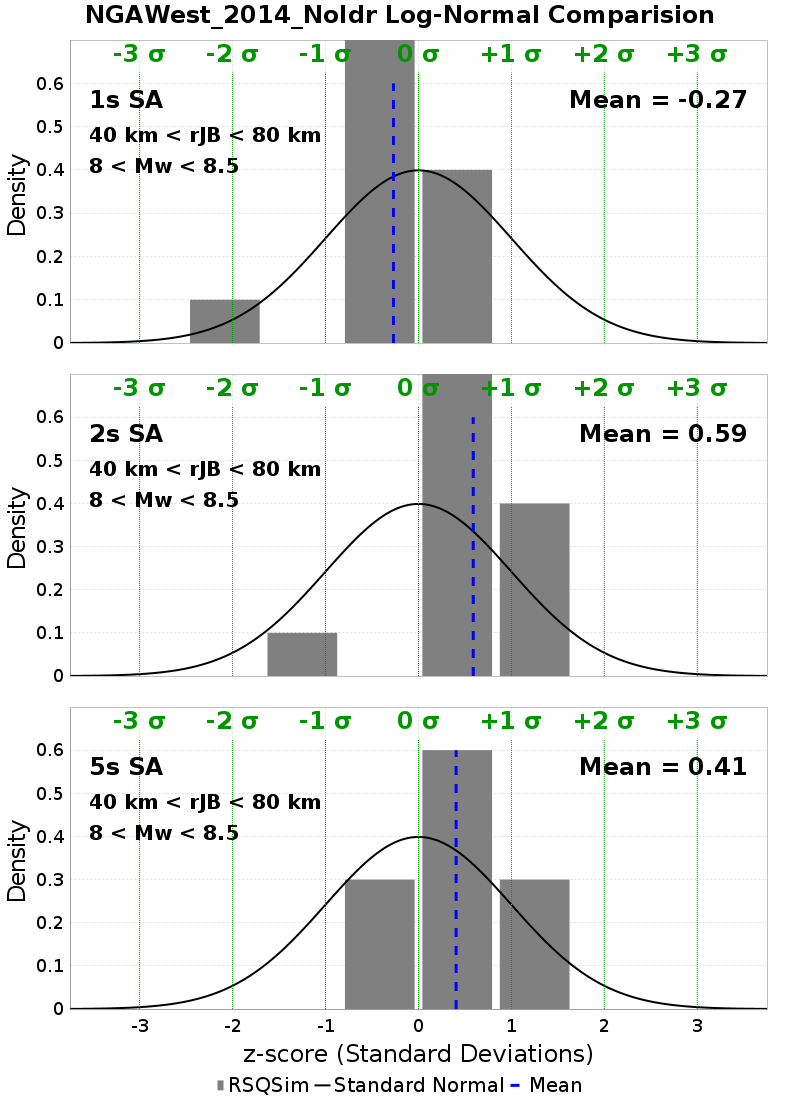 NGAWest_2014_NoIdr Log-Normal Comparision
-3 σ -2 σ -1 σ 0 σ +1 σ +2 σ +3 σ
1s SA Mean = -0.27
40 km < rJB < 80 km
8 < Mw < 8.5
Density
0.6
0.5
0.4
0.3
0.2
0.1
0
-3 σ -2 σ -1 σ 0 σ +1 σ +2 σ +3 σ
2s SA Mean = 0.59
40 km < rJB < 80 km
8 < Mw < 8.5
Density
0.6
0.5
0.4
0.3
0.2
0.1
0
-3 σ -2 σ -1 σ 0 σ +1 σ +2 σ +3 σ
5s SA Mean = 0.41
40 km < rJB < 80 km
8 < Mw < 8.5
Density
0.6
0.5
0.4
0.3
0.2
0.1
0
-3 -2 -1 0 1 2 3
z-score (Standard Deviations)
RSQSim Standard Normal Mean